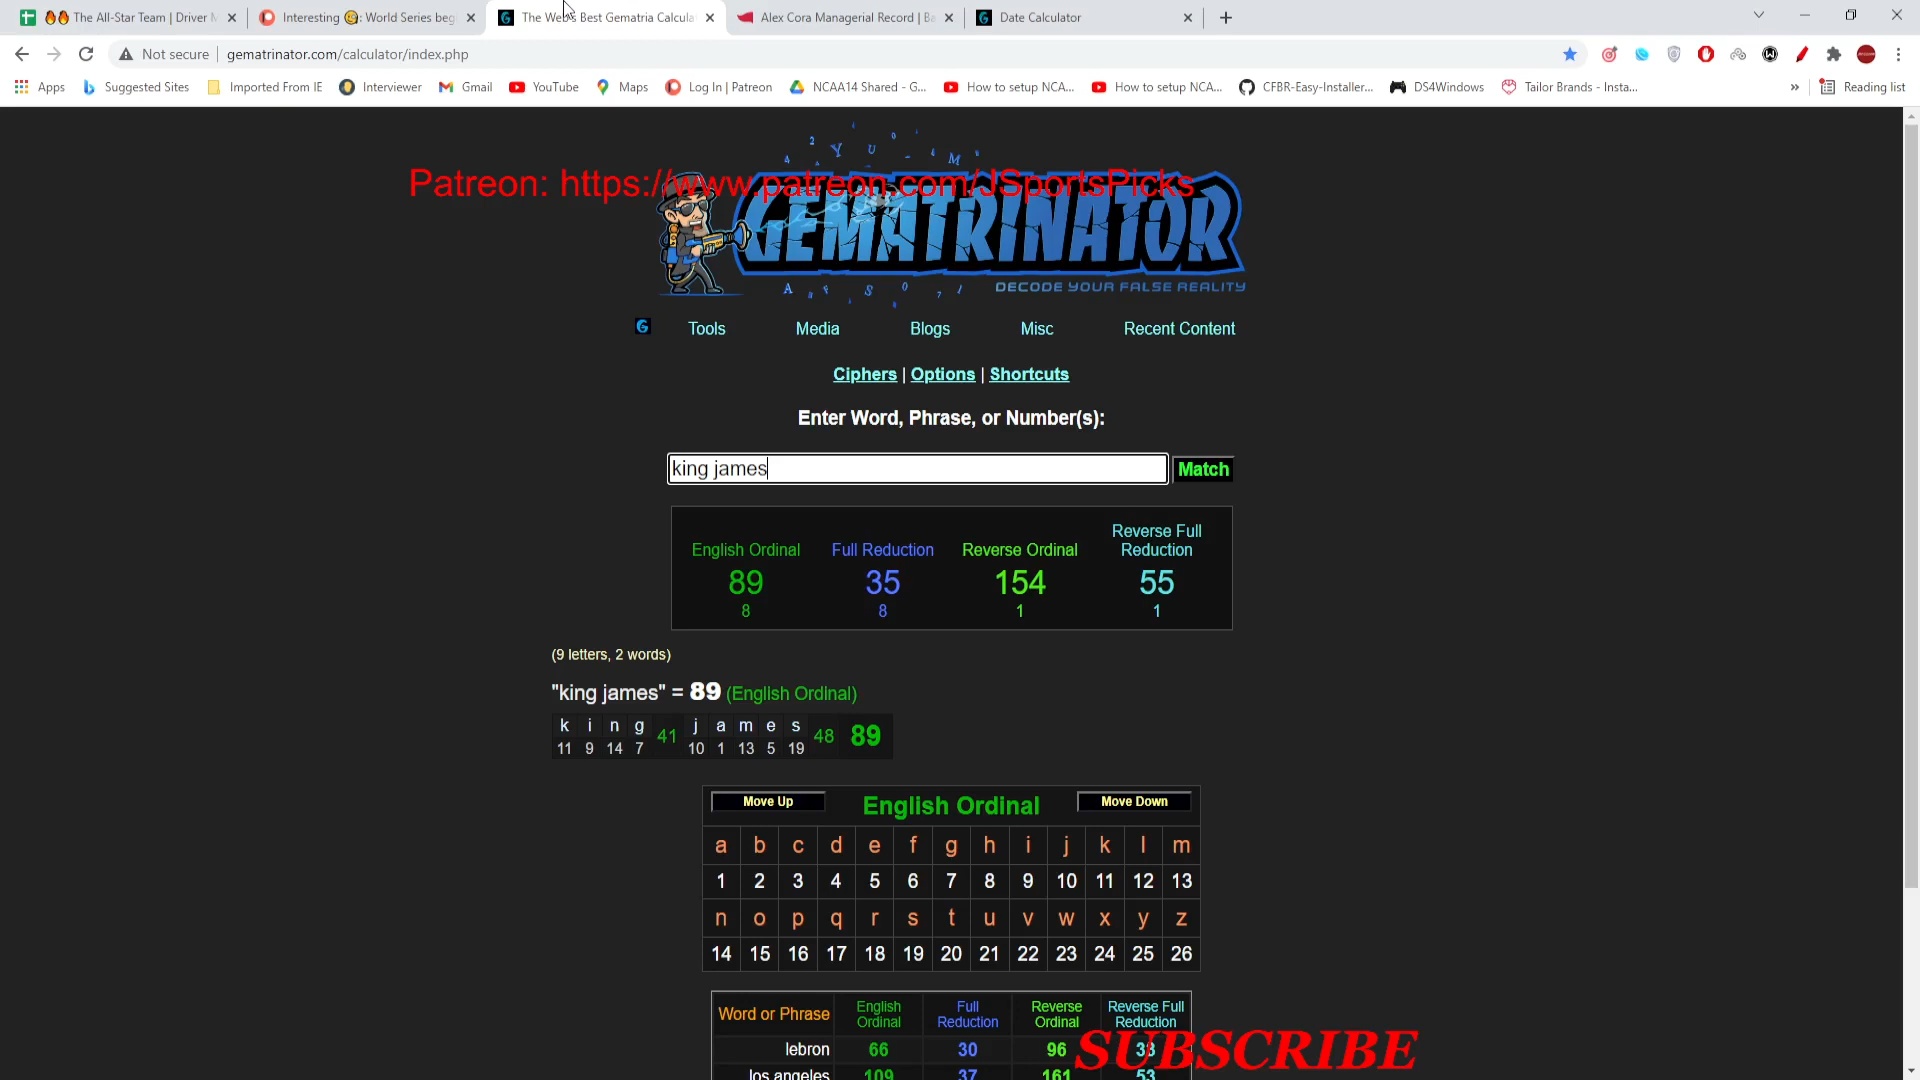 The All-Star Team | Driver M
Interesting 🧐: World Series beg
The Web's Best Gematria Calcula
Alex Cora Managerial Record | Ba
Date Calculator
Not secure | gematrinator.com/calculator/index.php
Apps Suggested Sites Imported From IE Interviewer Gmail YouTube Maps Log In | Patreon NCAA14 Shared - G... How to setup NCA... How to setup NCA... CFBR-Easy-Installer... DS4Windows Tailor Brands - Insta... » Reading list
Patreon: https://www.patreon.com/JSportsPicks
GEMATRINATOR
DECODE YOUR FALSE REALITY
Tools Media Blogs Misc Recent Content
Ciphers | Options | Shortcuts
Enter Word, Phrase, or Number(s):
king james Match
English Ordinal Full Reduction Reverse Ordinal Reverse Full Reduction
89 35 154 55
8 8 1 1
(9 letters, 2 words)
"king james" = 89 (English Ordinal)
k i n g 41 j a m e s 48 89
11 9 14 7 10 1 13 5 19
Move Up English Ordinal Move Down
a b c d e f g h i j k l m
1 2 3 4 5 6 7 8 9 10 11 12 13
n o p q r s t u v w x y z
14 15 16 17 18 19 20 21 22 23 24 25 26
Word or Phrase English Ordinal Full Reduction Reverse Ordinal Reverse Full Reduction
lebron 66 30 96 33
los angeles 109 37 161 53
SUBSCRIBE